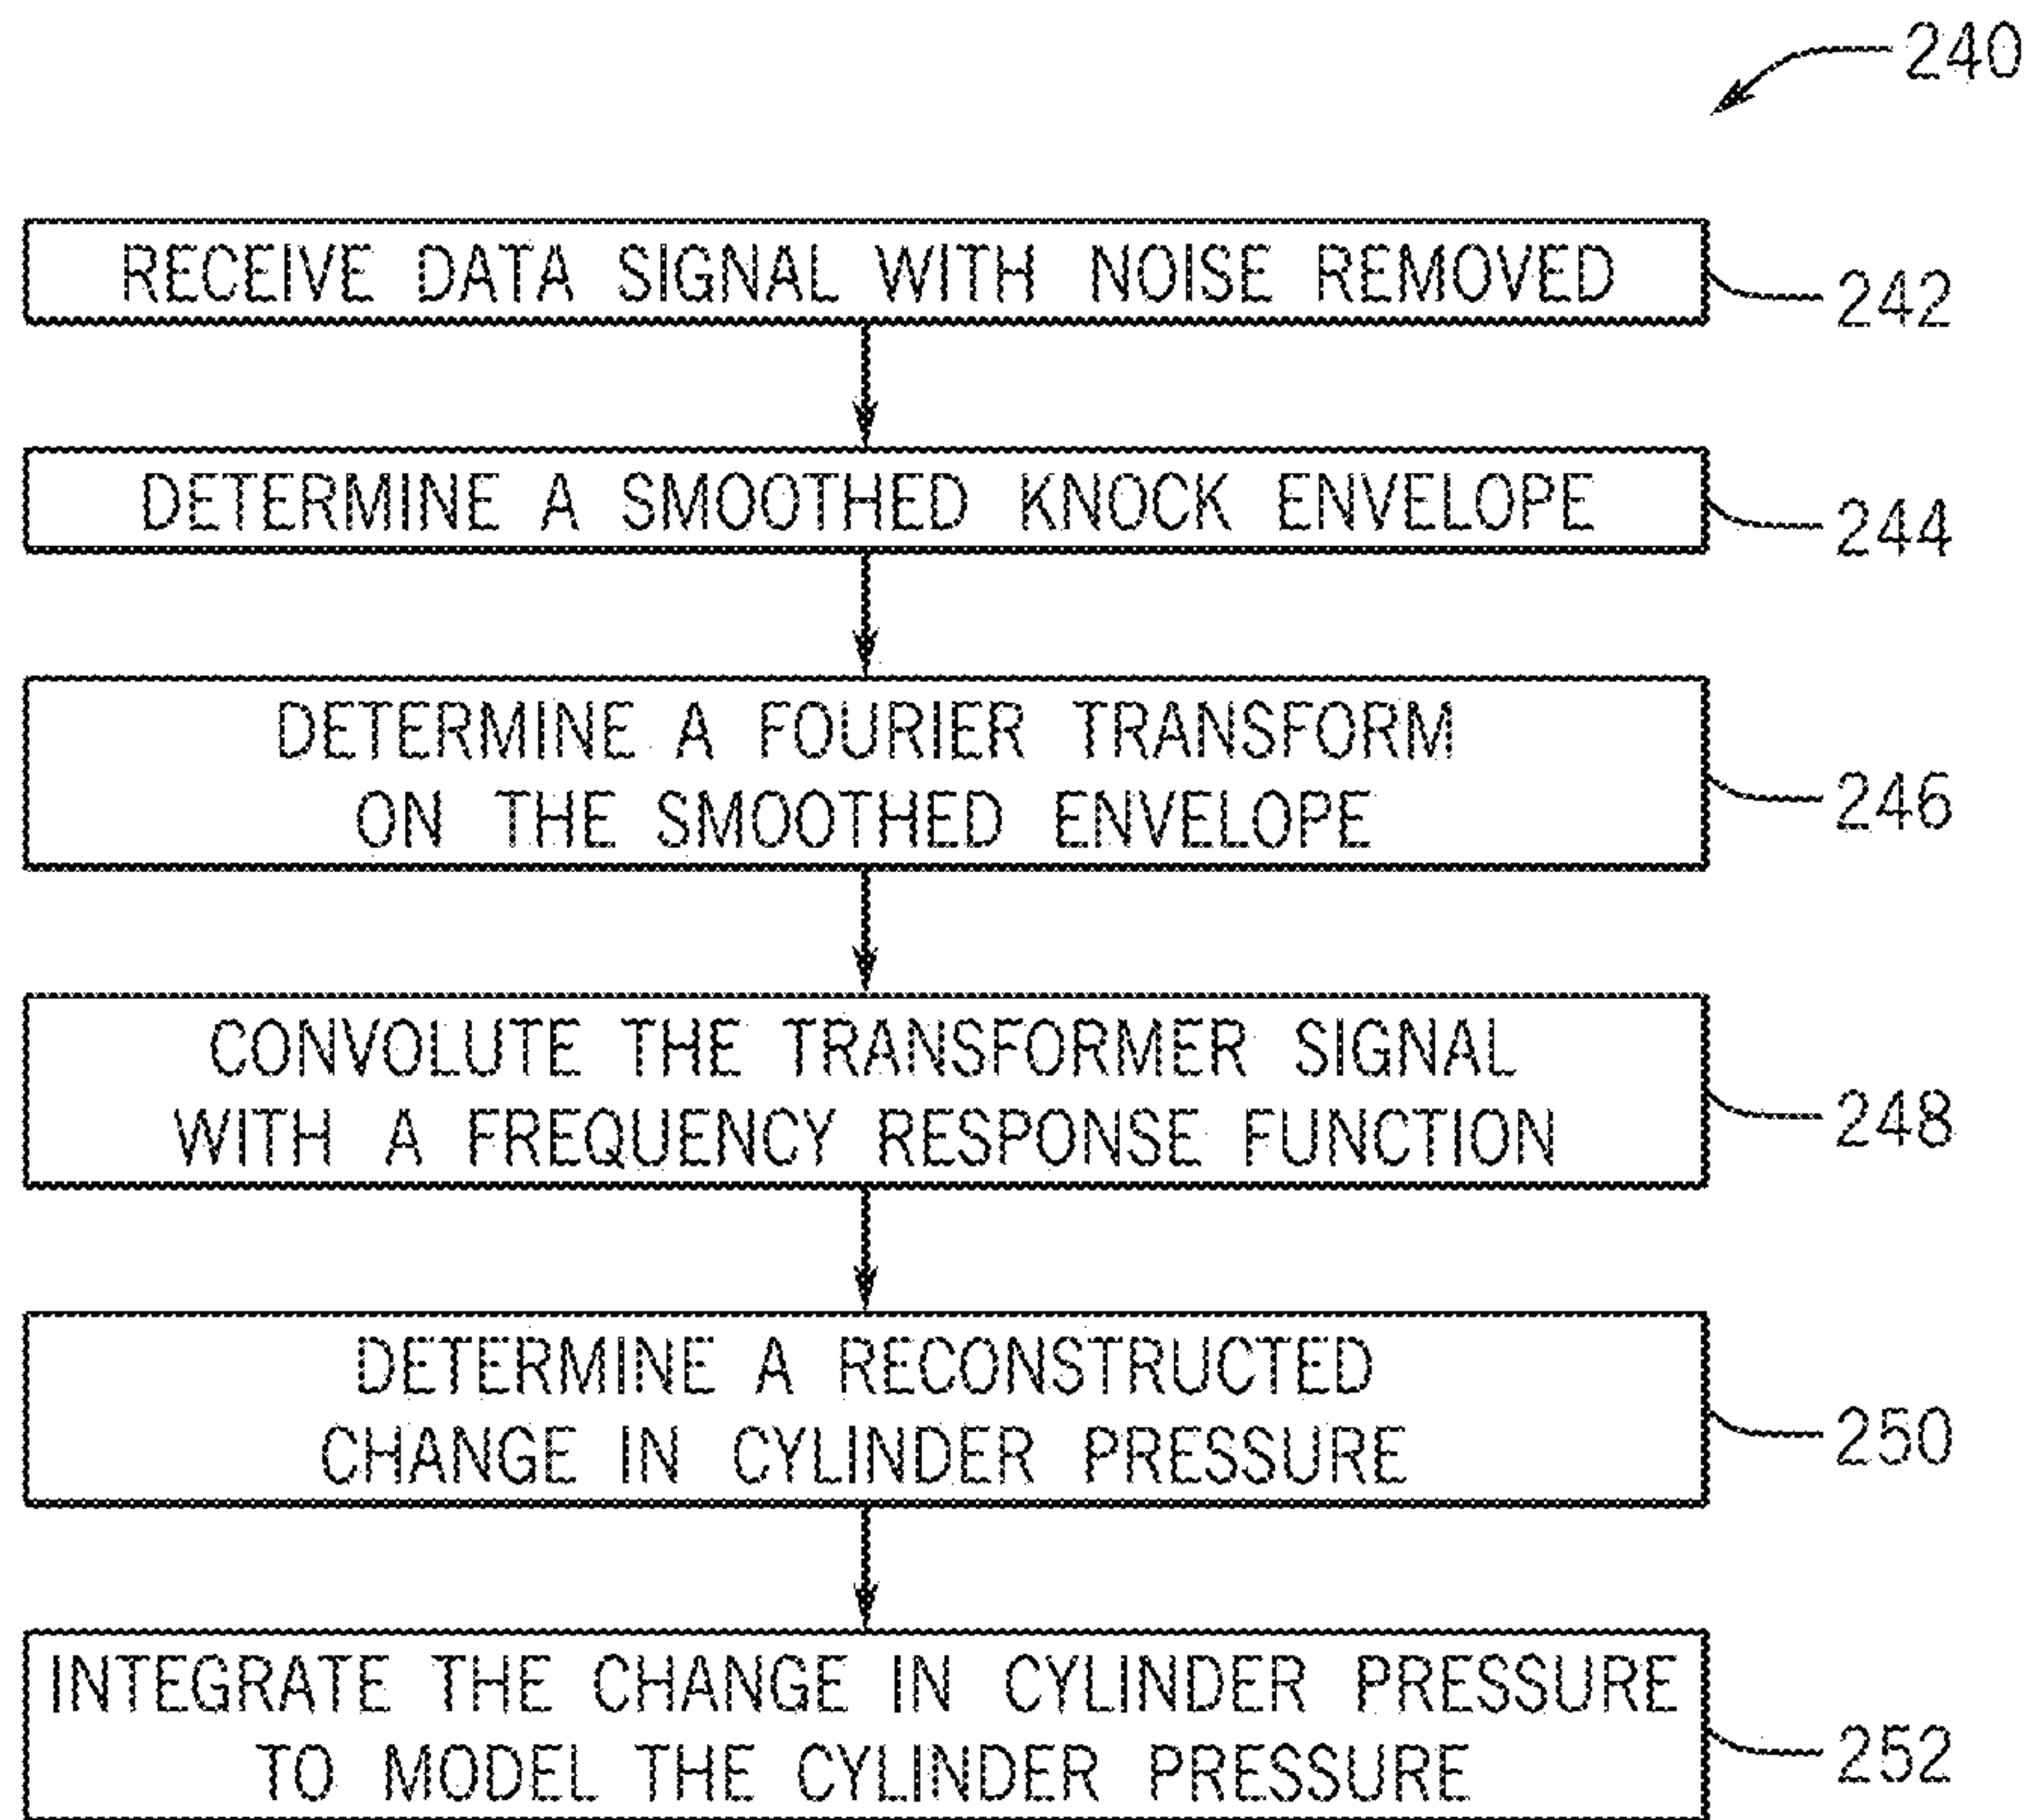 240
RECEIVE DATA SIGNAL WITH NOISE REMOVED
242
DETERMINE A SMOOTHED KNOCK ENVELOPE
244
DETERMINE A FOURIER TRANSFORM
ON THE SMOOTHED ENVELOPE
246
CONVOLUTE THE TRANSFORMER SIGNAL
WITH A FREQUENCY RESPONSE FUNCTION
248
DETERMINE A RECONSTRUCTED
CHANGE IN CYLINDER PRESSURE
250
INTEGRATE THE CHANGE IN CYLINDER PRESSURE
TO MODEL THE CYLINDER PRESSURE
252